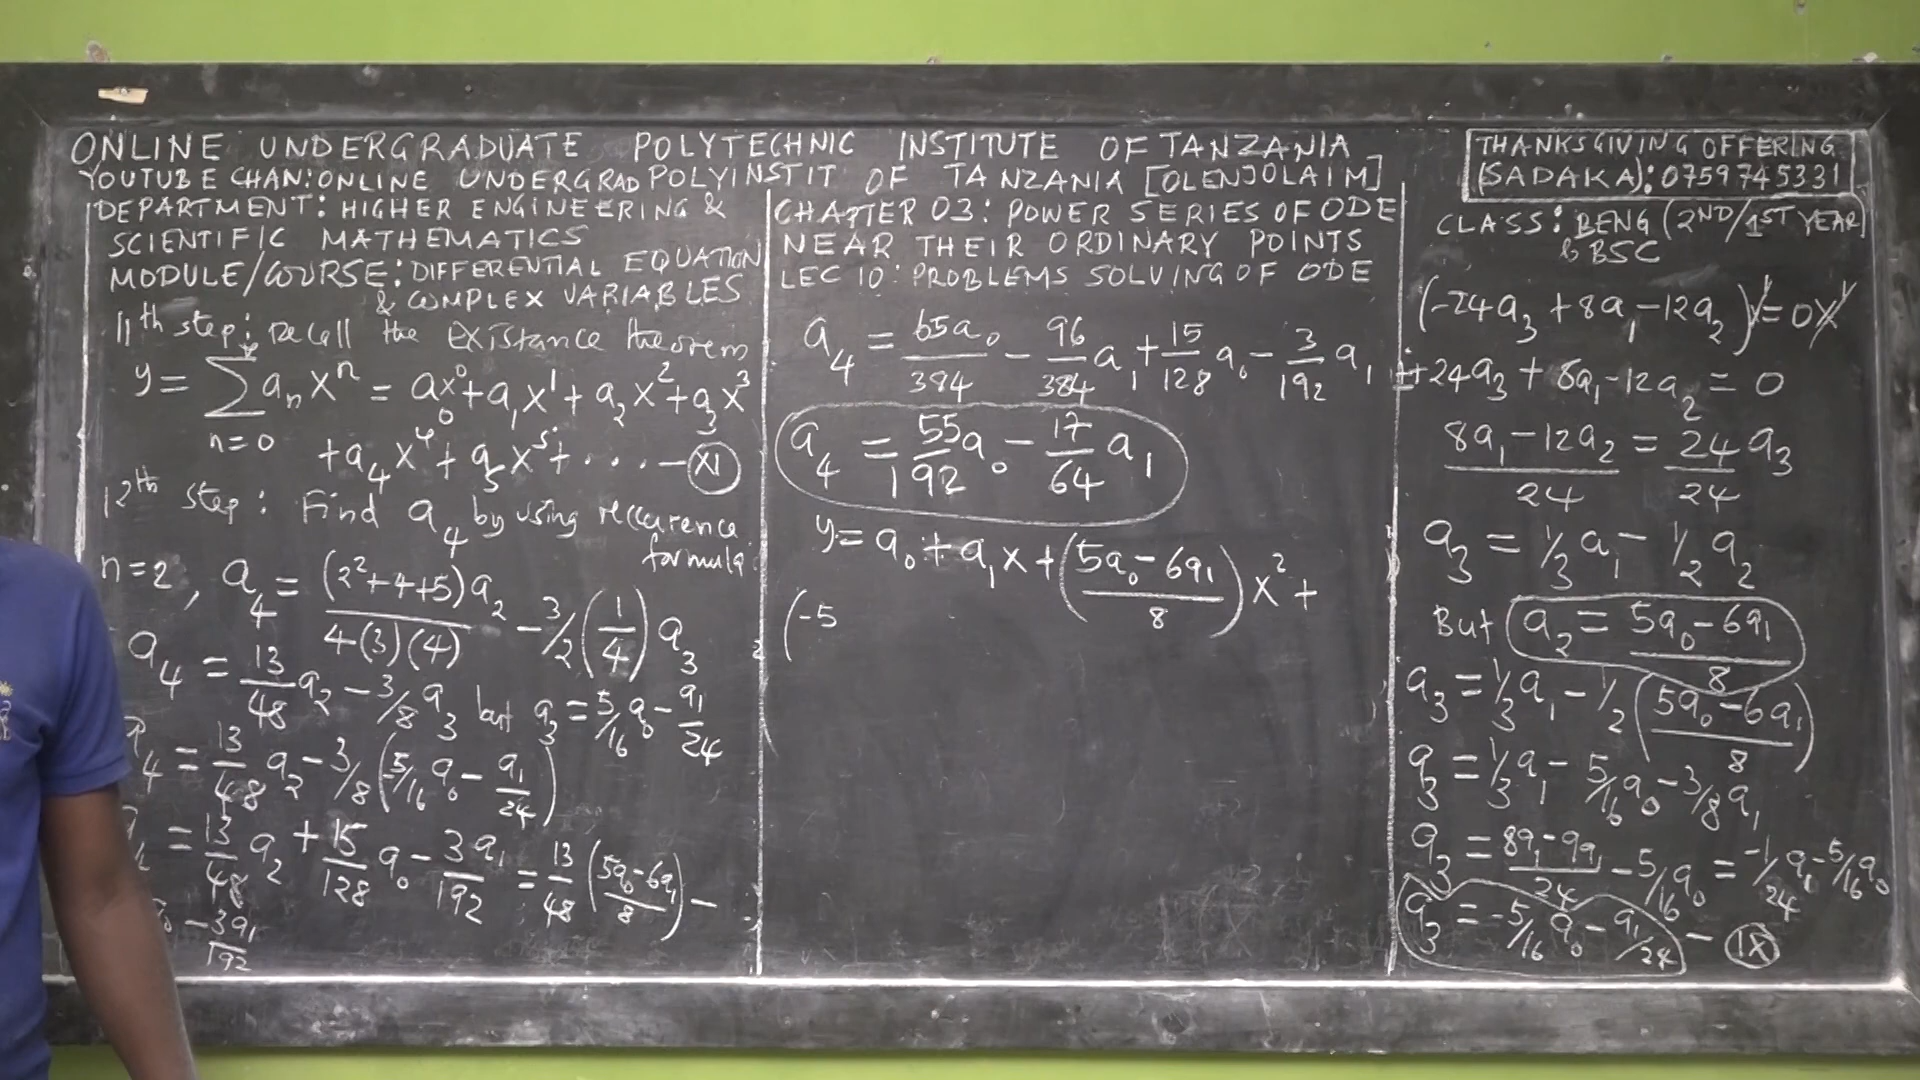 ONLINE UNDERGRADUATE POLYTECHNIC INSTITUTE OF TANZANIA
YOUTUBE CHAN: ONLINE UNDERGRAD POLYINSTIT OF TANZANIA [OLENJOLAIM]
DEPARTMENT: HIGHER ENGINEERING &
SCIENTIFIC MATHEMATICS
MODULE/COURSE: DIFFERENTIAL EQUATION
& COMPLEX VARIABLES
11th step: Recall the existance theorem
y = ∑ n=0 aₙxⁿ = a₀x⁰ + a₁x¹ + a₂x² + a₃x³
+ a₄x⁴ + a₅x⁵ + . . . — (XI)
12th step: Find a₄ by using reccurence
formula
n=2, a₄ = (2²+4+5)a₂ / 4(3)(4) − 3/2 (1/4) a₃
a₄ = 13/48 a₂ − 3/8 a₃ but a₃ = 5/16 a₀ − a₁/24
a₄ = 13/48 a₂ − 3/8 (−5/16 a₀ − a₁/24)
= 13/48 a₂ + 15/128 a₀ − 3a₁/192 = 13/48 ((5a₀−6a₁)/8) −
a₀ − 3a₁/192
CHAPTER 03: POWER SERIES OF ODE
NEAR THEIR ORDINARY POINTS
LEC 10: PROBLEMS SOLVING OF ODE
a₄ = 65a₀/384 − 96/384 a₁ + 15/128 a₀ − 3/192 a₁
a₄ = 55/192 a₀ − 17/64 a₁
y = a₀ + a₁x + ((5a₀ − 6a₁)/8) x² +
(−5
THANKSGIVING OFFERING
(SADAKA): 0759745331
CLASS: BENG (2ND/1ST YEAR)
& BSC
(−24a₃ + 8a₁ − 12a₂)x¹ = 0x¹
+24a₃ + 8a₁ − 12a₂ = 0
(8a₁ − 12a₂)/24 = 24/24 a₃
a₃ = 1/3 a₁ − 1/2 a₂
But a₂ = (5a₀ − 6a₁)/8
a₃ = 1/3 a₁ − 1/2 ((5a₀ − 6a₁)/8)
a₃ = 1/3 a₁ − 5/16 a₀ − 3/8 a₁
a₃ = (8a₁ − 9a₁)/24 − 5/16 a₀ = −1/24 a₁ − 5/16 a₀
a₃ = −5/16 a₀ − a₁/24 — (IX)